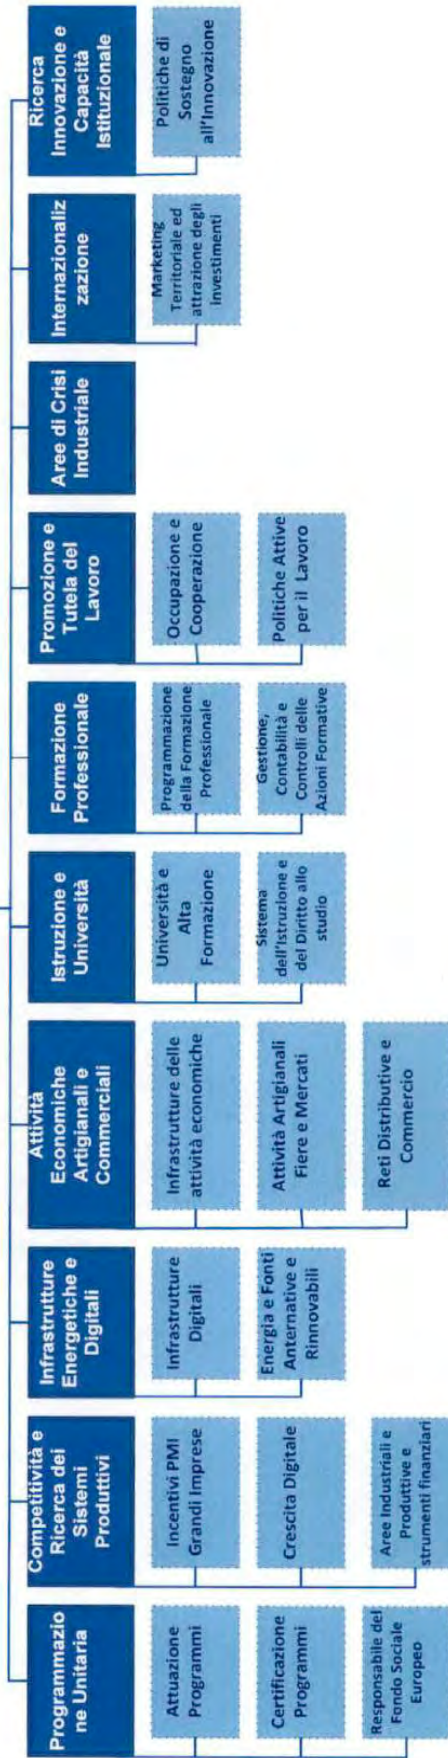 Programmazio
ne Unitaria
Attuazione
Programmi
Certificazione
Programmi
Responsabile del
Fondo Sociale
Europeo
Competitività e
Ricerca dei
Sistemi
Produttivi
Incentivi PMI
Grandi Imprese
Crescita Digitale
Aree Industriali e
Produttive e
strumenti finanziari
Infrastrutture
Energetiche e
Digitali
Infrastrutture
Digitali
Energia e Fonti
Anternative e
Rinnovabili
Attività
Economiche
Artigianali e
Commerciali
Infrastrutture delle
attività economiche
Attività Artigianali
Fiere e Mercati
Reti Distributive e
Commercio
Istruzione e
Università
Università e
Alta
Formazione
Sistema
dell'Istruzione e
del Diritto allo
studio
Formazione
Professionale
Programmazione
della Formazione
Professionale
Gestione,
Contabilità e
Controlli delle
Azioni Formative
Promozione e
Tutela del
Lavoro
Occupazione e
Cooperazione
Politiche Attive
per il Lavoro
Aree di Crisi
Industriale
Internazionaliz
zazione
Marketing
Territoriale ed
attrazione degli
investimenti
Ricerca
Innovazione e
Capacità
Istituzionale
Politiche di
Sostegno
all'Innovazione